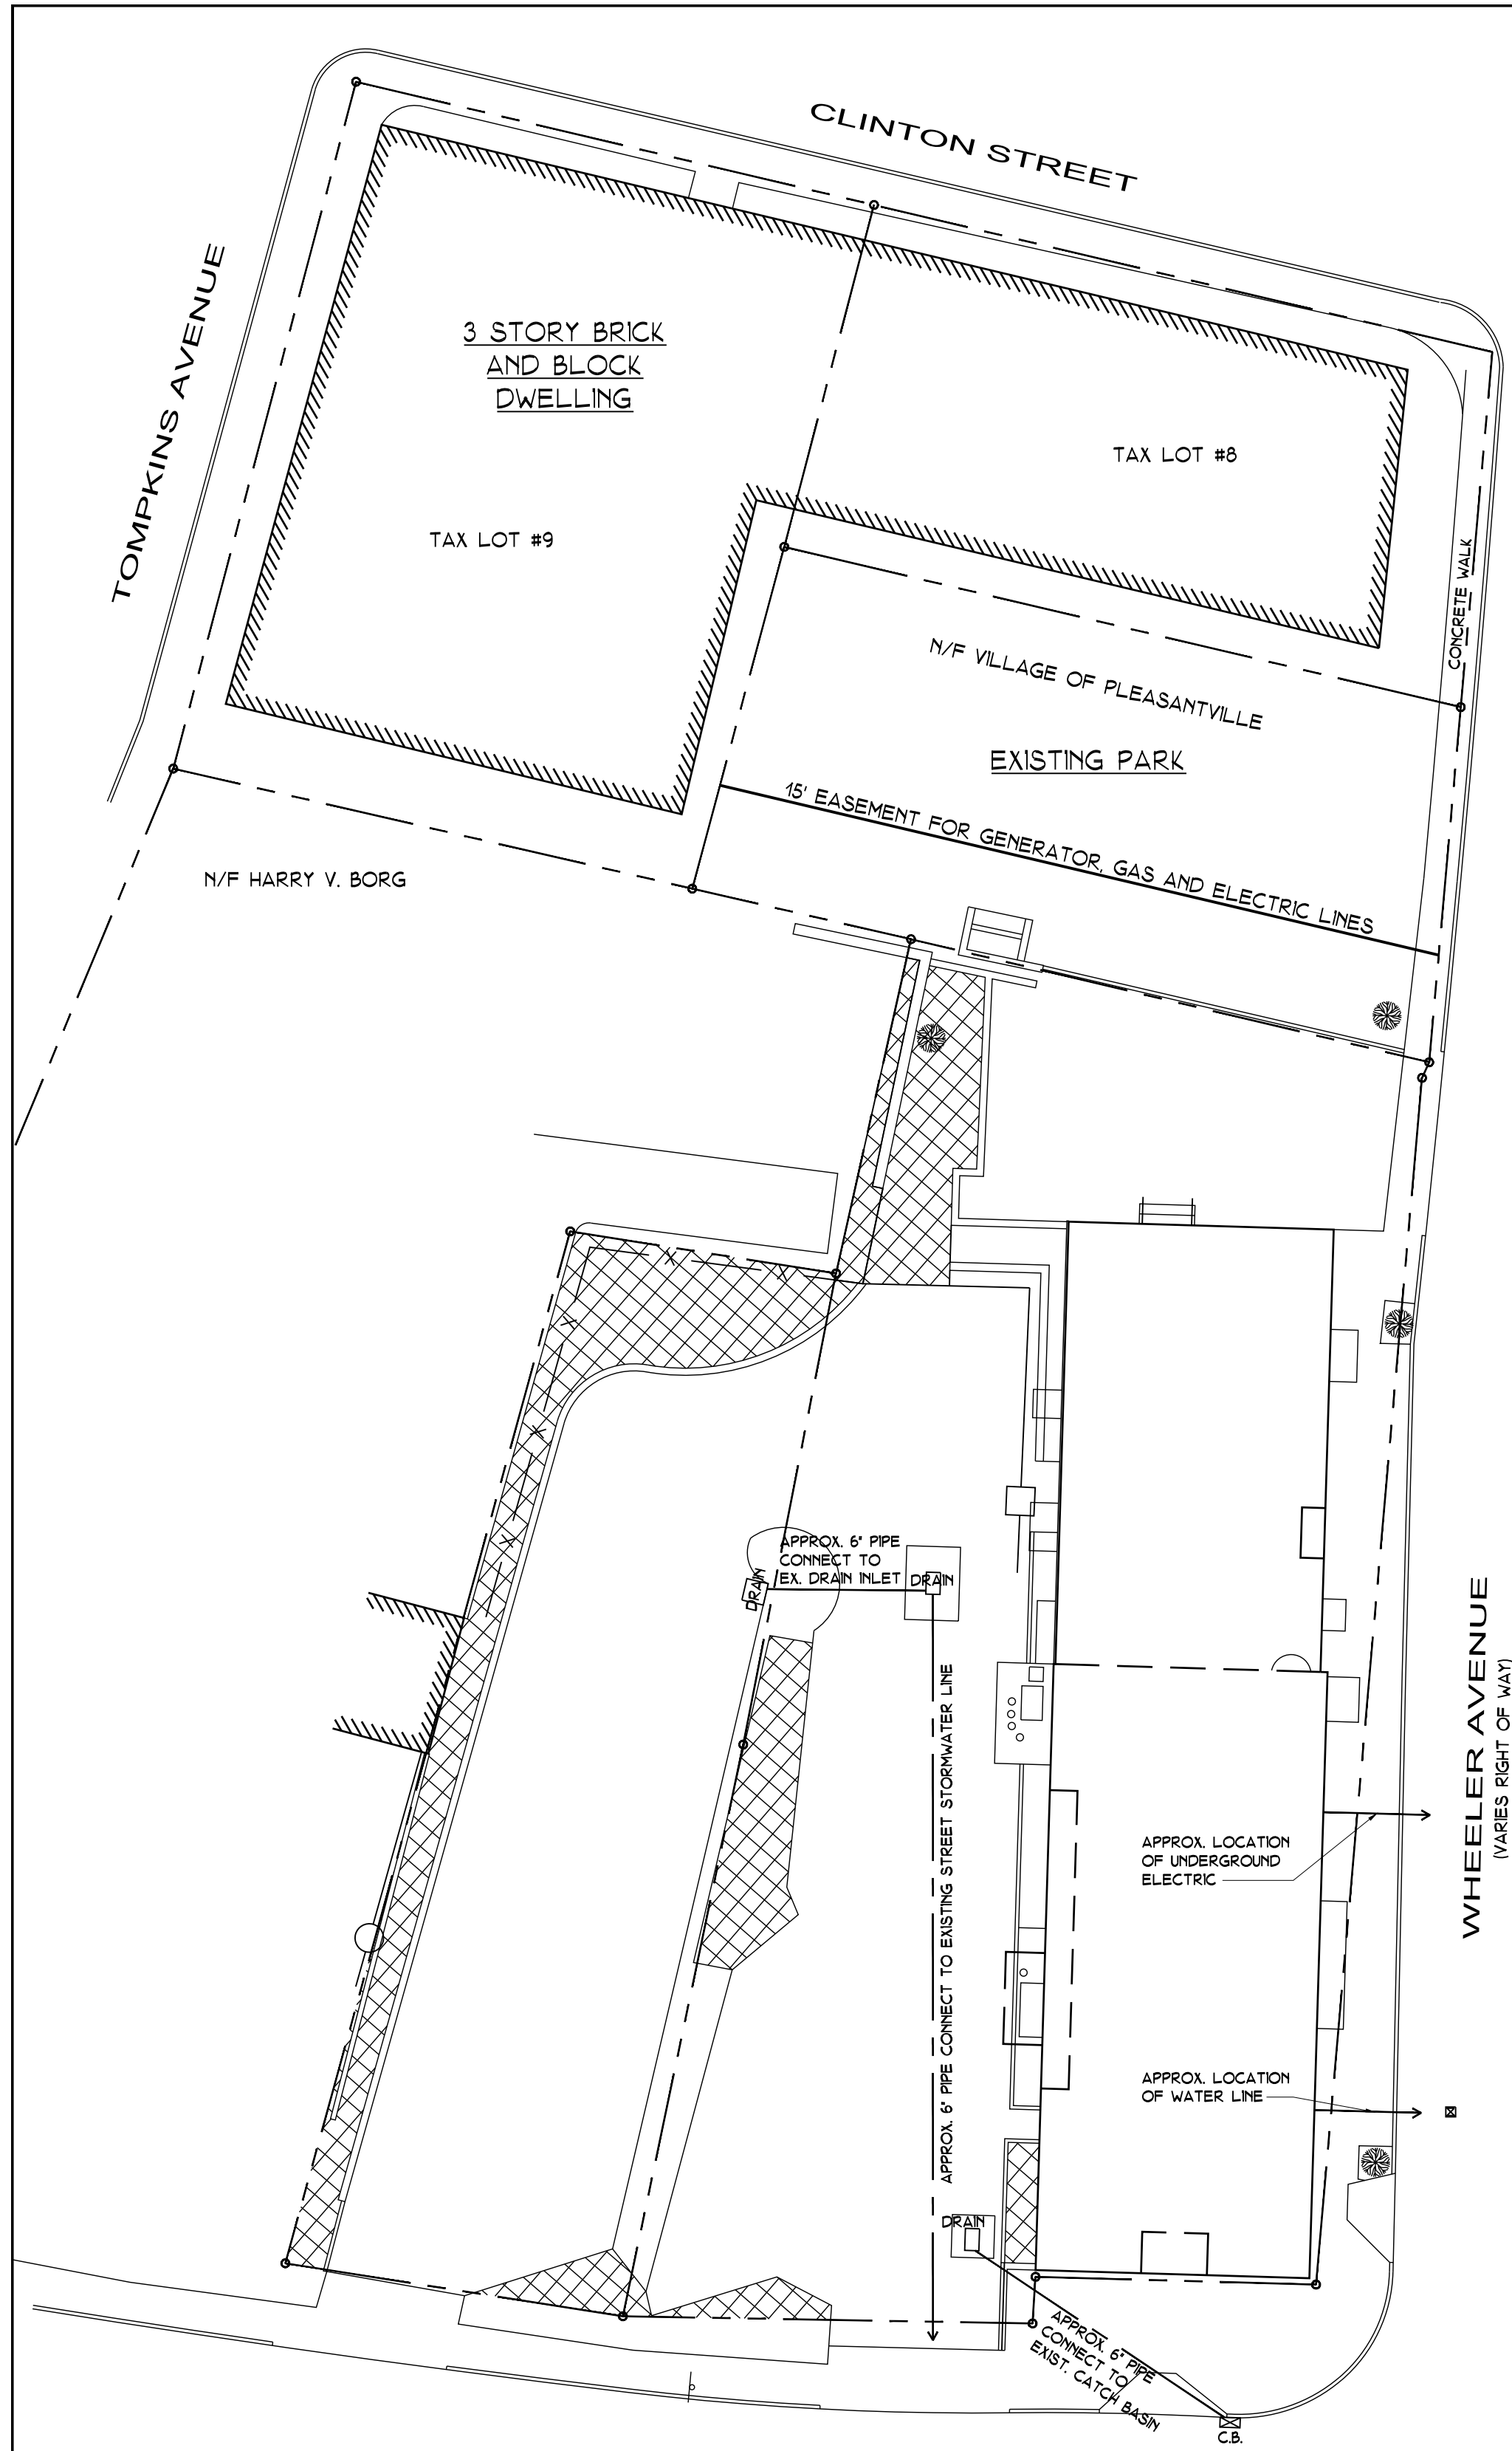 CLINTON STREET
TOMPKINS AVENUE
3 STORY BRICK
AND BLOCK
DWELLING
TAX LOT #8
TAX LOT #9
CONCRETE WALK
N/F VILLAGE OF PLEASANTVILLE
EXISTING PARK
15' EASEMENT FOR GENERATOR, GAS AND ELECTRIC LINES
N/F HARRY V. BORG
X
X
X
X
X
APPROX. 6" PIPE
CONNECT TO
EX. DRAIN INLET
DRAIN
DRAIN
APPROX. 6" PIPE CONNECT TO EXISTING STREET STORMWATER LINE
WHEELER AVENUE
(VARIES RIGHT OF WAY)
APPROX. LOCATION
OF UNDERGROUND
ELECTRIC
APPROX. LOCATION
OF WATER LINE
DRAIN
APPROX. 6" PIPE
CONNECT TO
EXIST. CATCH BASIN
C.B.